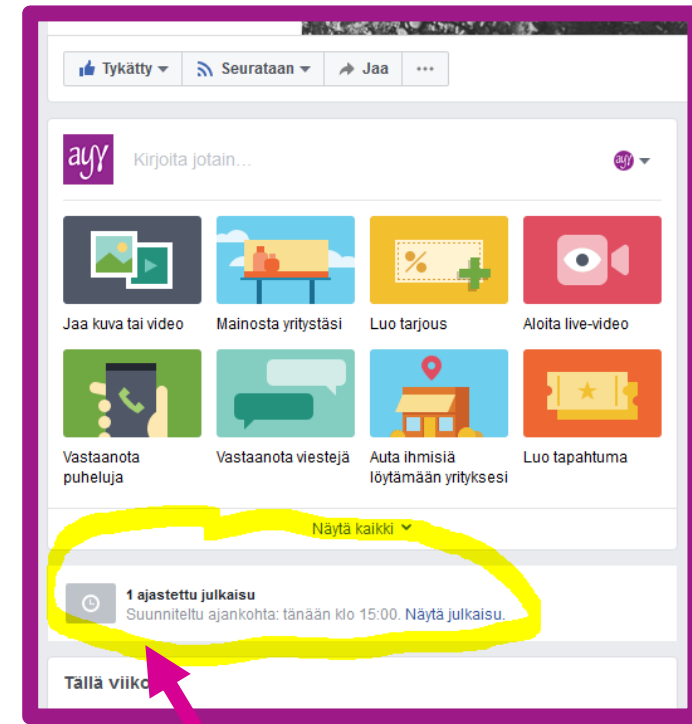 Tykätty
Seurataan
Jaa
ayy
Kirjoita jotain...
ayy
Jaa kuva tai video
Mainosta yritystäsi
Luo tarjous
Aloita live-video
Vastaanota
puheluja
Vastaanota viestejä
Auta ihmisiä
löytämään yrityksesi
Luo tapahtuma
Näytä kaikki
1 ajastettu julkaisu
Suunniteltu ajankohta: tänään klo 15:00. Näytä julkaisu.
Tällä